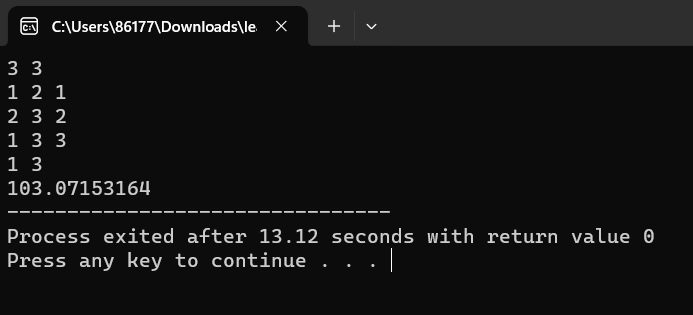 C:\Users\86177\Downloads\le
3 3
1 2 1
2 3 2
1 3 3
1 3
103.07153164
--------------------------------
Process exited after 13.12 seconds with return value 0
Press any key to continue . . .